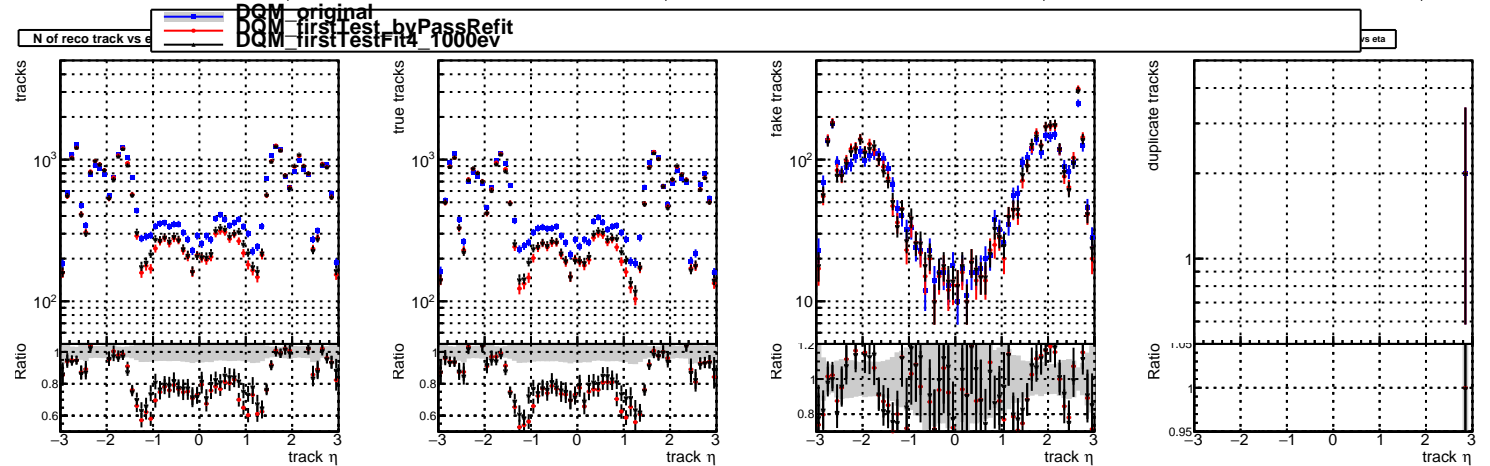 DQM_original
DQM_firstTest_byPassRefit
DQM_firstTestFit4_1000ev
N of reco track vs e
vs eta
tracks
10³
10²
Ratio
1
0.8
0.6
−3 −2 −1 0 1 2 3
track η
true tracks
10³
10²
Ratio
1
0.8
0.6
−3 −2 −1 0 1 2 3
track η
fake tracks
10²
10
Ratio
1.2
1
0.8
−3 −2 −1 0 1 2 3
track η
duplicate tracks
1
Ratio
1.05
1
0.95
−3 −2 −1 0 1 2 3
track η